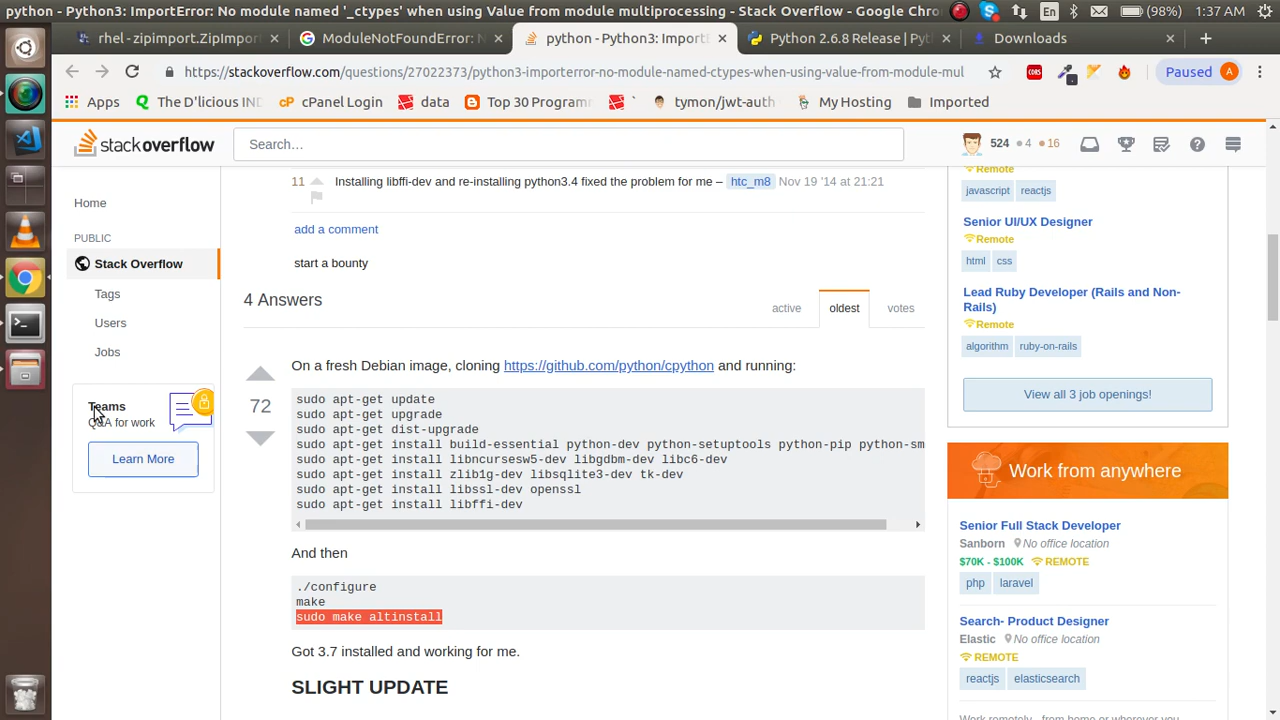 python - Python3: ImportError: No module named '_ctypes' when using Value from module multiprocessing - Stack Overflow - Google Chro
En (98%) 1:37 AM
rhel - zipimport.ZipImpor
ModuleNotFoundError: N
python - Python3: ImportE
Python 2.6.8 Release | Pyt
Downloads
https://stackoverflow.com/questions/27022373/python3-importerror-no-module-named-ctypes-when-using-value-from-module-mul
Paused A
Apps
The D'licious IND
cPanel Login
data
Top 30 Program
tymon/jwt-auth
My Hosting
Imported
stackoverflow
Search…
524 4 16
Home
PUBLIC
Stack Overflow
Tags
Users
Jobs
Teams
Q&A for work
Learn More
11 Installing libffi-dev and re-installing python3.4 fixed the problem for me – htc_m8 Nov 19 '14 at 21:21
add a comment
start a bounty
4 Answers
active oldest votes
72
On a fresh Debian image, cloning https://github.com/python/cpython and running:
sudo apt-get update
sudo apt-get upgrade
sudo apt-get dist-upgrade
sudo apt-get install build-essential python-dev python-setuptools python-pip python-sm
sudo apt-get install libncursesw5-dev libgdbm-dev libc6-dev
sudo apt-get install zlib1g-dev libsqlite3-dev tk-dev
sudo apt-get install libssl-dev openssl
sudo apt-get install libffi-dev
And then
./configure
make
sudo make altinstall
Got 3.7 installed and working for me.
SLIGHT UPDATE
Remote
javascript reactjs
Senior UI/UX Designer
Remote
html css
Lead Ruby Developer (Rails and Non-
Rails)
Remote
algorithm ruby-on-rails
View all 3 job openings!
Work from anywhere
Senior Full Stack Developer
Sanborn No office location
$70K - $100K REMOTE
php laravel
Search- Product Designer
Elastic No office location
REMOTE
reactjs elasticsearch
Work remotely - from home or wherever you